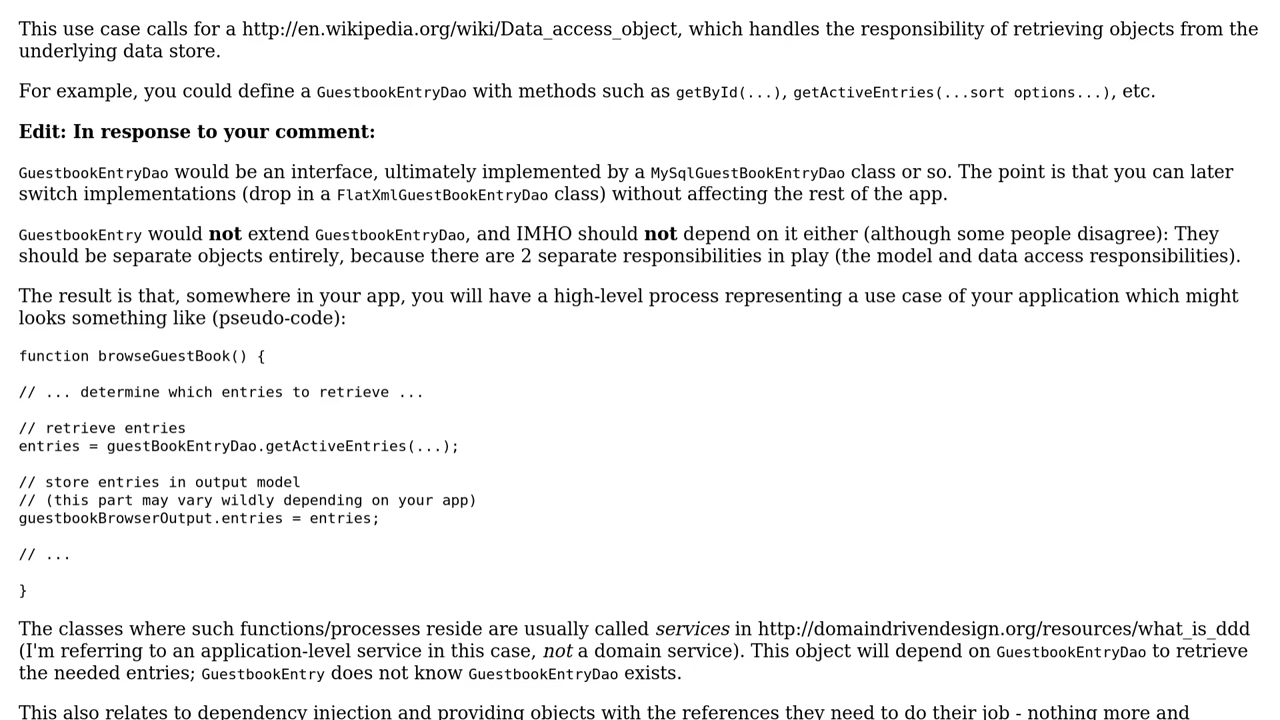 This use case calls for a http://en.wikipedia.org/wiki/Data_access_object, which handles the responsibility of retrieving objects from the
underlying data store.
For example, you could define a GuestbookEntryDao with methods such as getById(...), getActiveEntries(...sort options...), etc.
Edit: In response to your comment:
GuestbookEntryDao would be an interface, ultimately implemented by a MySqlGuestBookEntryDao class or so. The point is that you can later
switch implementations (drop in a FlatXmlGuestBookEntryDao class) without affecting the rest of the app.
GuestbookEntry would not extend GuestbookEntryDao, and IMHO should not depend on it either (although some people disagree): They
should be separate objects entirely, because there are 2 separate responsibilities in play (the model and data access responsibilities).
The result is that, somewhere in your app, you will have a high-level process representing a use case of your application which might
looks something like (pseudo-code):
function browseGuestBook() {
// ... determine which entries to retrieve ...
// retrieve entries
entries = guestBookEntryDao.getActiveEntries(...);
// store entries in output model
// (this part may vary wildly depending on your app)
guestbookBrowserOutput.entries = entries;
// ...
}
The classes where such functions/processes reside are usually called services in http://domaindrivendesign.org/resources/what_is_ddd
(I'm referring to an application-level service in this case, not a domain service). This object will depend on GuestbookEntryDao to retrieve
the needed entries; GuestbookEntry does not know GuestbookEntryDao exists.
This also relates to dependency injection and providing objects with the references they need to do their job - nothing more and